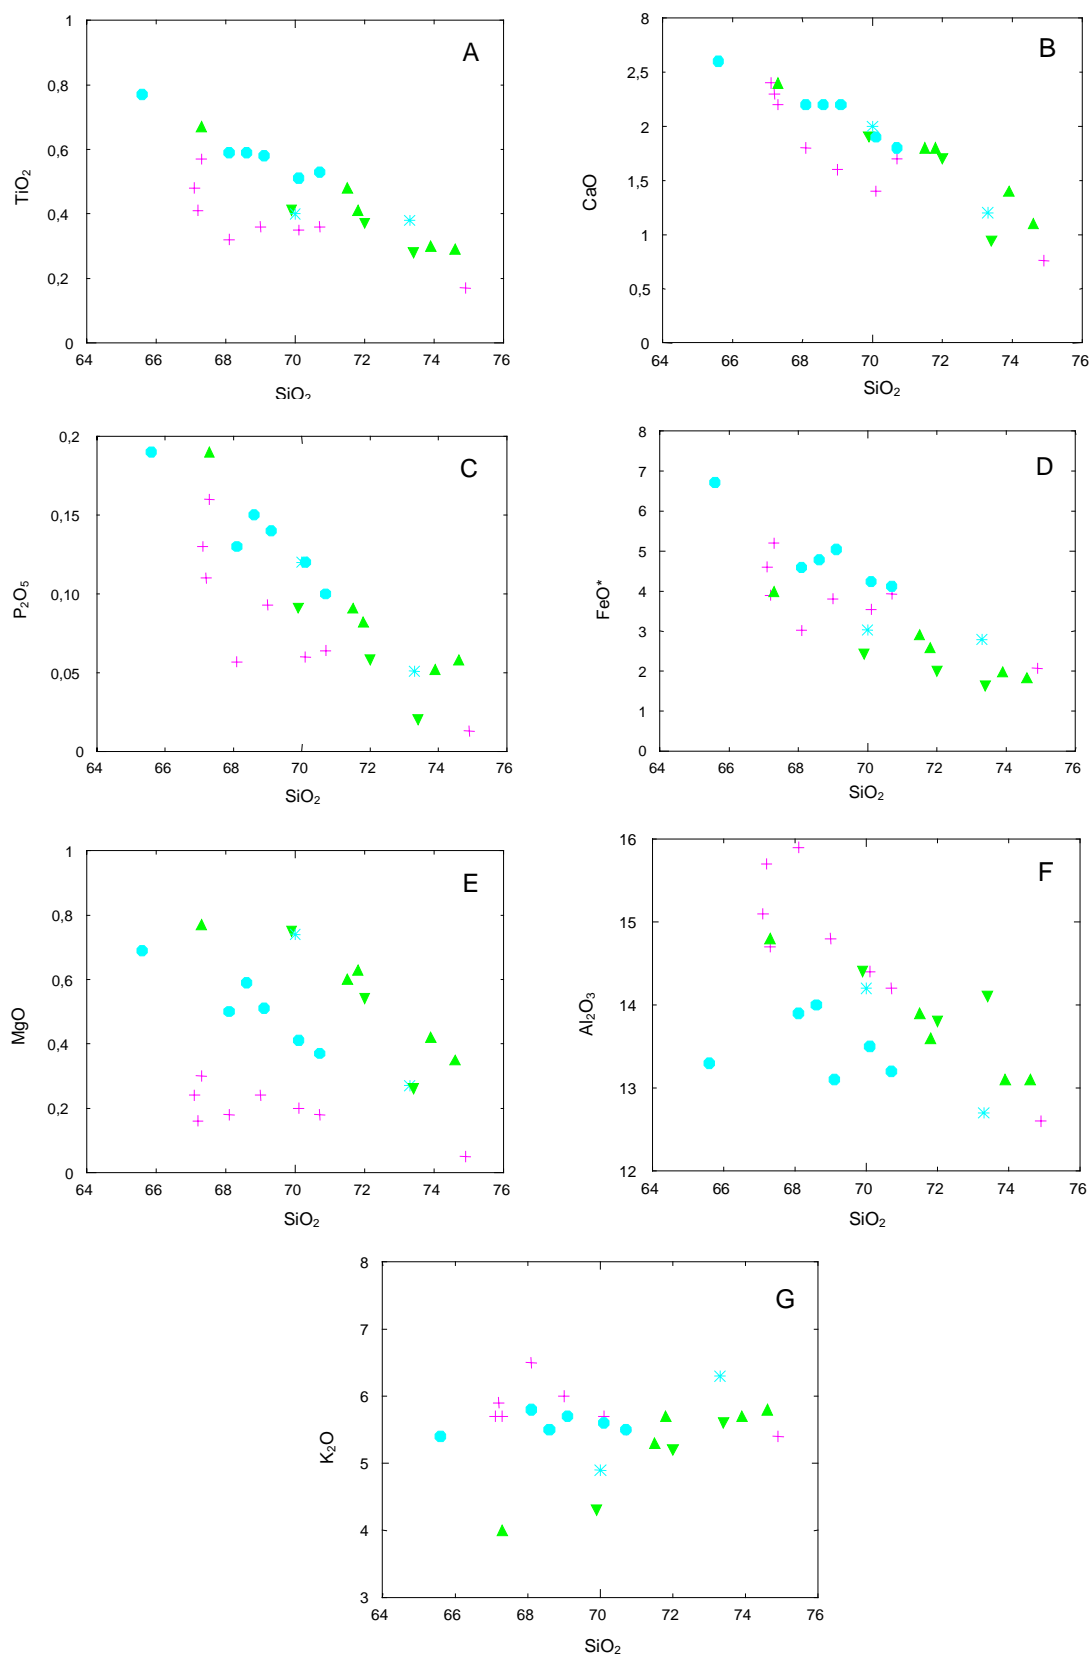 A
1
0,8
0,6
0,4
0,2
0
TiO₂
64 66 68 70 72 74 76
SiO₂
B
8
2,5
2
1,5
1
0,5
0
CaO
64 66 68 70 72 74 76
SiO₂
C
0,2
0,15
0,10
0,05
0
P₂O₅
64 66 68 70 72 74 76
SiO₂
D
8
7
6
5
4
3
2
1
0
FeO*
64 66 68 70 72 74 76
SiO₂
E
1
0,8
0,6
0,4
0,2
0
MgO
64 66 68 70 72 74 76
SiO₂
F
16
15
14
13
12
Al₂O₃
64 66 68 70 72 74 76
SiO₂
G
8
7
6
5
4
3
K₂O
64 66 68 70 72 74 76
SiO₂